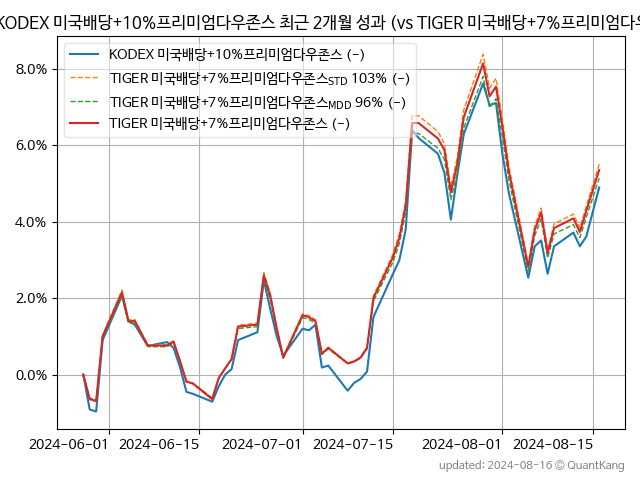 KODEX 미국배당+10%프리미엄다우존스 최근 2개월 성과 (vs TIGER 미국배당+7%프리미엄다우
KODEX 미국배당+10%프리미엄다우존스 (-)
TIGER 미국배당+7%프리미엄다우존스STD 103% (-)
TIGER 미국배당+7%프리미엄다우존스MDD 96% (-)
TIGER 미국배당+7%프리미엄다우존스 (-)
8.0%
6.0%
4.0%
2.0%
0.0%
2024-06-01 2024-06-15 2024-07-01 2024-07-15 2024-08-01 2024-08-15
updated: 2024-08-16 © QuantKang